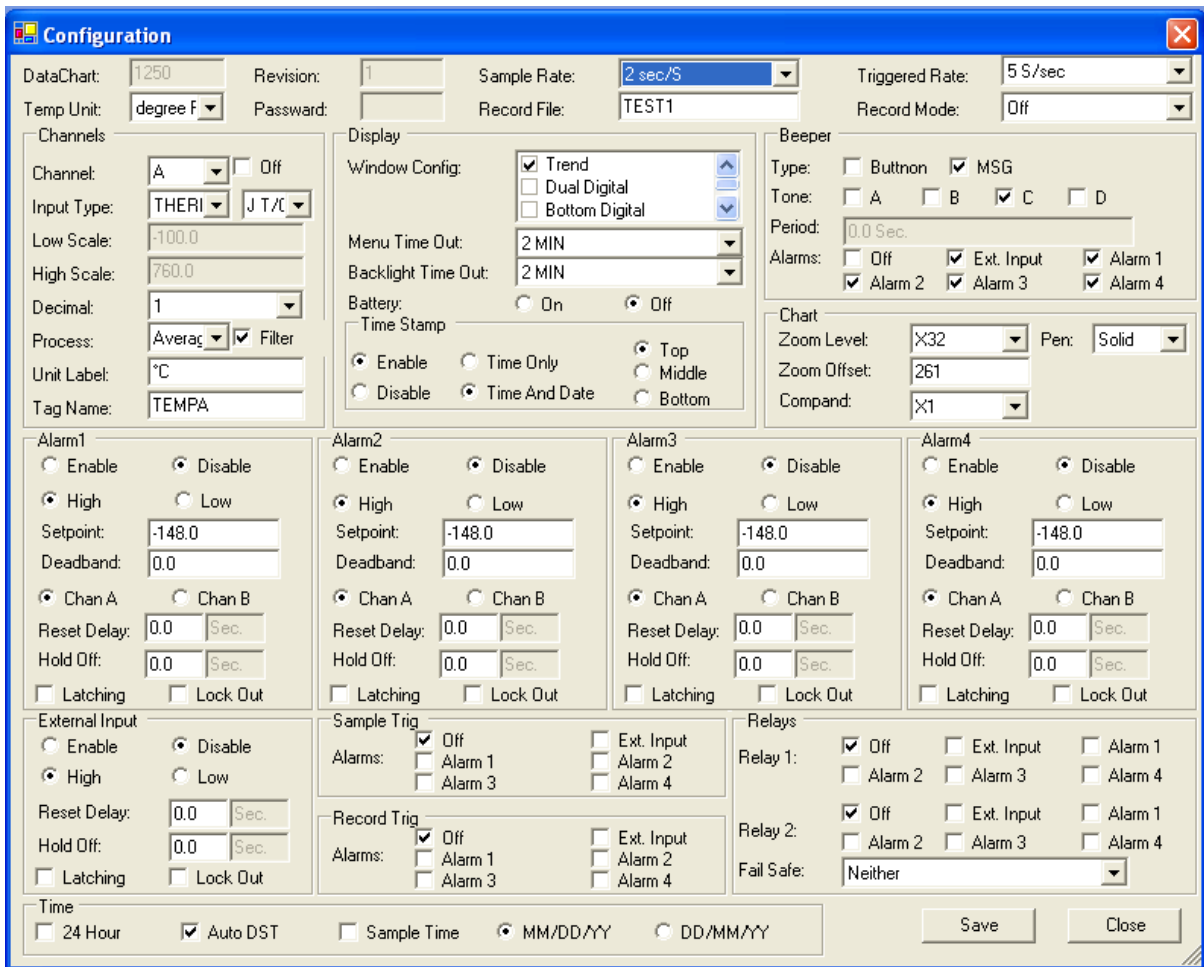 Configuration
DataChart: 1250 Revision: 1 Sample Rate: 2 sec/S Triggered Rate: 5 S/sec
Temp Unit: degree F Passward: Record File: TEST1 Record Mode: Off
Channels
Channel: A Off
Input Type: THERI J T/C
Low Scale: -100.0
High Scale: 760.0
Decimal: 1
Process: Averag Filter
Unit Label: °C
Tag Name: TEMPA
Display
Window Config: Trend
Dual Digital
Bottom Digital
Menu Time Out: 2 MIN
Backlight Time Out: 2 MIN
Battery: On Off
Time Stamp
Enable Time Only Top
Middle
Disable Time And Date Bottom
Beeper
Type: Buttnon MSG
Tone: A B C D
Period: 0.0 Sec.
Alarms: Off Ext. Input Alarm 1
Alarm 2 Alarm 3 Alarm 4
Chart
Zoom Level: X32 Pen: Solid
Zoom Offset: 261
Compand: X1
Alarm1
Enable Disable
High Low
Setpoint: -148.0
Deadband: 0.0
Chan A Chan B
Reset Delay: 0.0 Sec.
Hold Off: 0.0 Sec.
Latching Lock Out
Alarm2
Enable Disable
High Low
Setpoint: -148.0
Deadband: 0.0
Chan A Chan B
Reset Delay: 0.0 Sec.
Hold Off: 0.0 Sec.
Latching Lock Out
Alarm3
Enable Disable
High Low
Setpoint: -148.0
Deadband: 0.0
Chan A Chan B
Reset Delay: 0.0 Sec.
Hold Off: 0.0 Sec.
Latching Lock Out
Alarm4
Enable Disable
High Low
Setpoint: -148.0
Deadband: 0.0
Chan A Chan B
Reset Delay: 0.0 Sec.
Hold Off: 0.0 Sec.
Latching Lock Out
External Input
Enable Disable
High Low
Reset Delay: 0.0 Sec.
Hold Off: 0.0 Sec.
Latching Lock Out
Sample Trig
Alarms: Off Ext. Input
Alarm 1 Alarm 2
Alarm 3 Alarm 4
Record Trig
Alarms: Off Ext. Input
Alarm 1 Alarm 2
Alarm 3 Alarm 4
Relays
Relay 1: Off Ext. Input Alarm 1
Alarm 2 Alarm 3 Alarm 4
Relay 2: Off Ext. Input Alarm 1
Alarm 2 Alarm 3 Alarm 4
Fail Safe: Neither
Time
24 Hour Auto DST Sample Time MM/DD/YY DD/MM/YY
Save Close